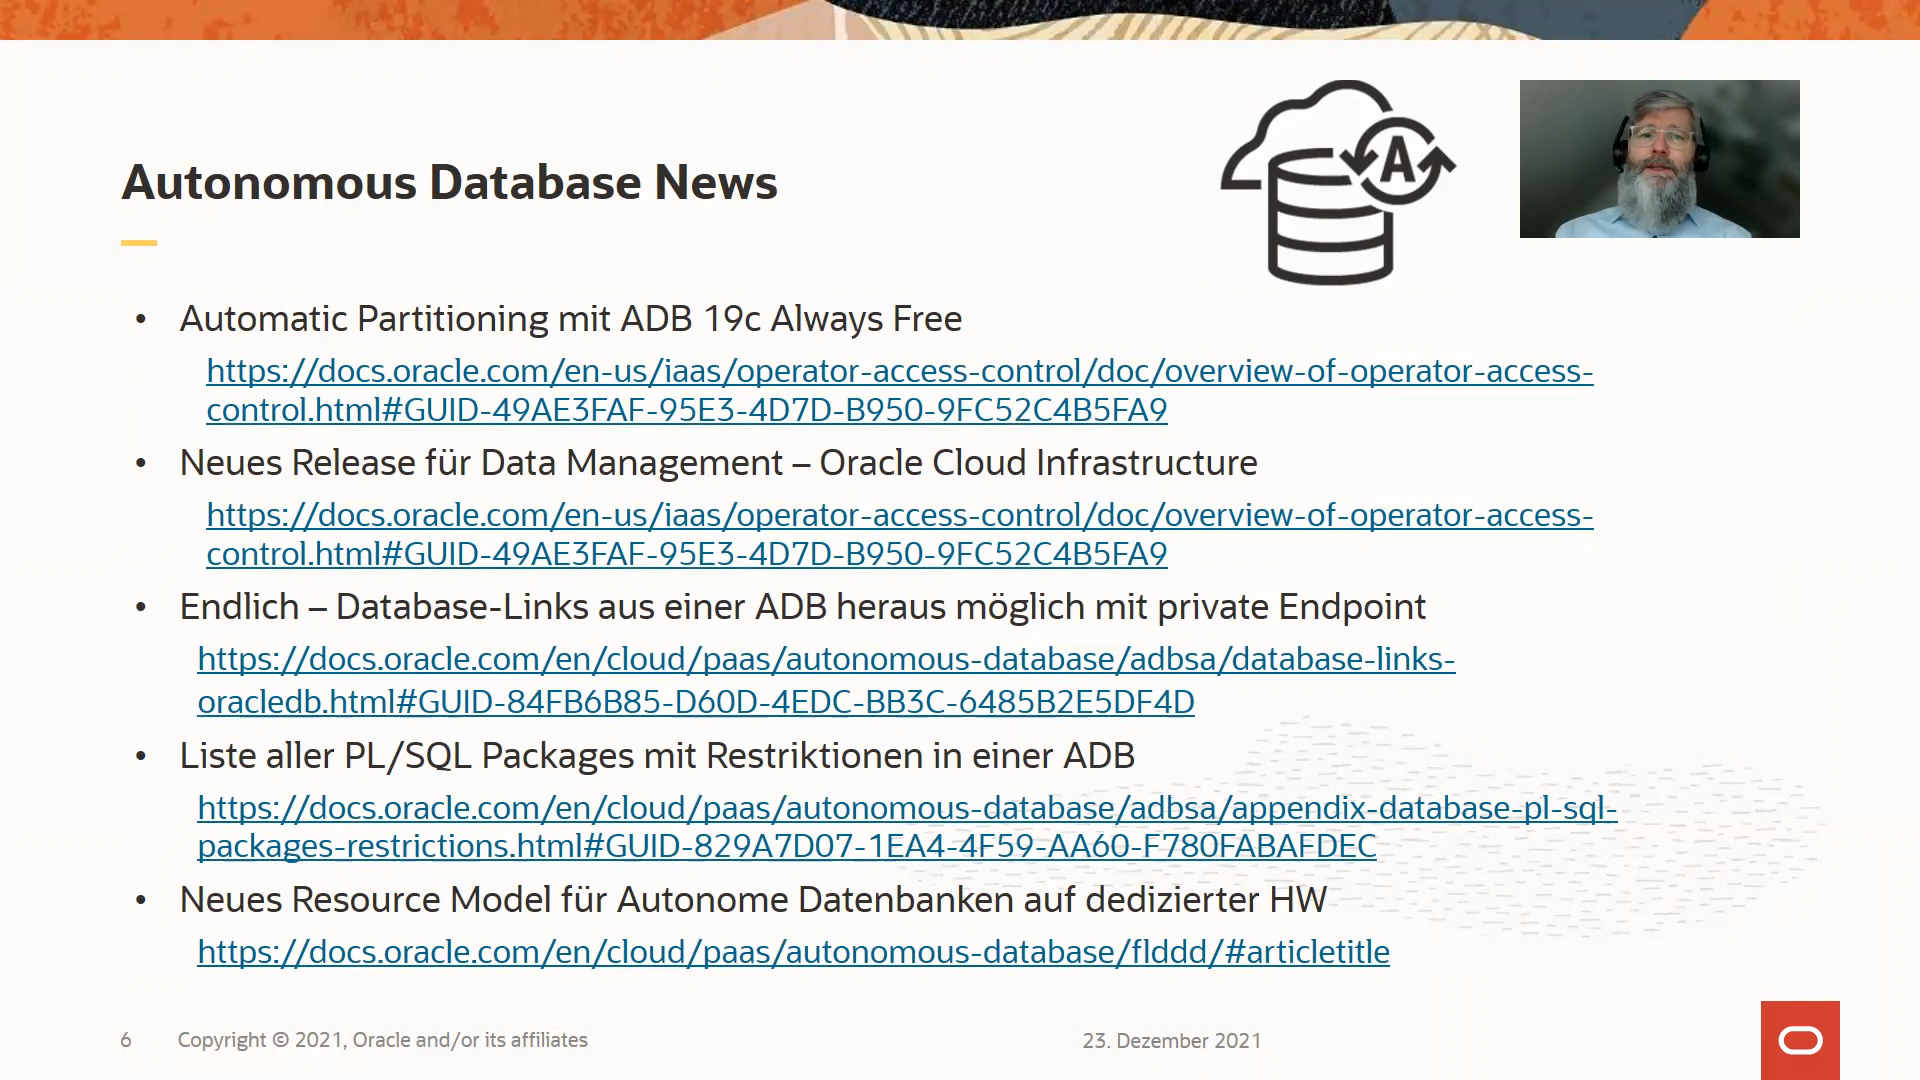 Autonomous Database News
A
• Automatic Partitioning mit ADB 19c Always Free
https://docs.oracle.com/en-us/iaas/operator-access-control/doc/overview-of-operator-access-
control.html#GUID-49AE3FAF-95E3-4D7D-B950-9FC52C4B5FA9
• Neues Release für Data Management – Oracle Cloud Infrastructure
https://docs.oracle.com/en-us/iaas/operator-access-control/doc/overview-of-operator-access-
control.html#GUID-49AE3FAF-95E3-4D7D-B950-9FC52C4B5FA9
• Endlich – Database-Links aus einer ADB heraus möglich mit private Endpoint
https://docs.oracle.com/en/cloud/paas/autonomous-database/adbsa/database-links-
oracledb.html#GUID-84FB6B85-D60D-4EDC-BB3C-6485B2E5DF4D
• Liste aller PL/SQL Packages mit Restriktionen in einer ADB
https://docs.oracle.com/en/cloud/paas/autonomous-database/adbsa/appendix-database-pl-sql-
packages-restrictions.html#GUID-829A7D07-1EA4-4F59-AA60-F780FABAFDEC
• Neues Resource Model für Autonome Datenbanken auf dedizierter HW
https://docs.oracle.com/en/cloud/paas/autonomous-database/flddd/#articletitle
6 Copyright © 2021, Oracle and/or its affiliates 23. Dezember 2021